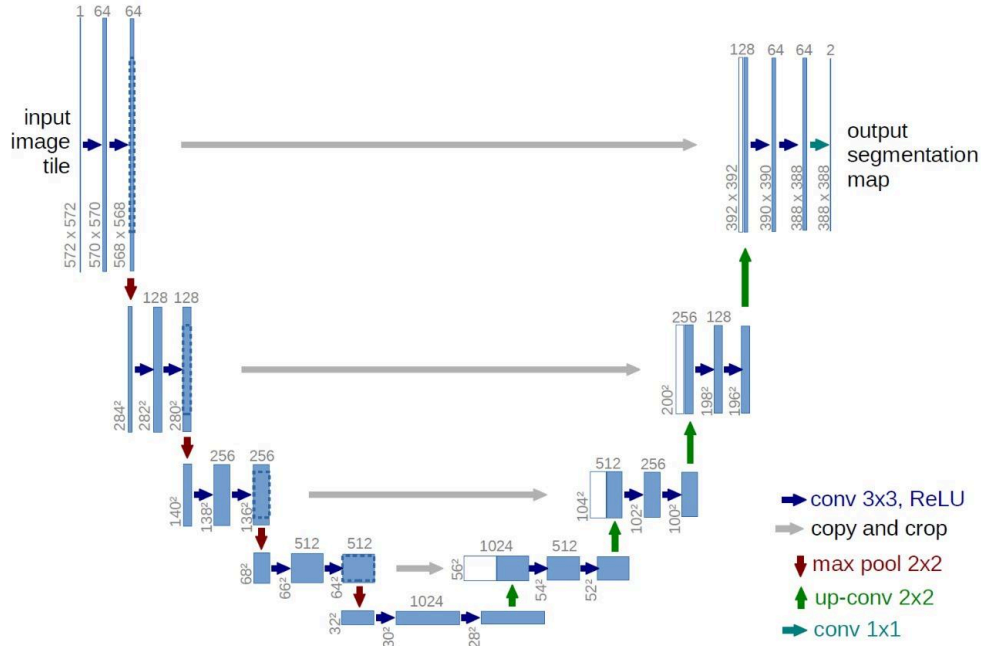 1 64 64
128 64 64 2
input
image
tile
output
segmentation
map
572 x 572
570 x 570
568 x 568
392 x 392
390 x 390
388 x 388
388 x 388
128 128
256 128
284²
282²
280²
200²
198²
196²
256 256
512 256
140²
138²
136²
104²
102²
100²
512 512
1024 512
68²
66²
64²
56²
54²
52²
1024
32²
30²
28²
conv 3x3, ReLU
copy and crop
max pool 2x2
up-conv 2x2
conv 1x1